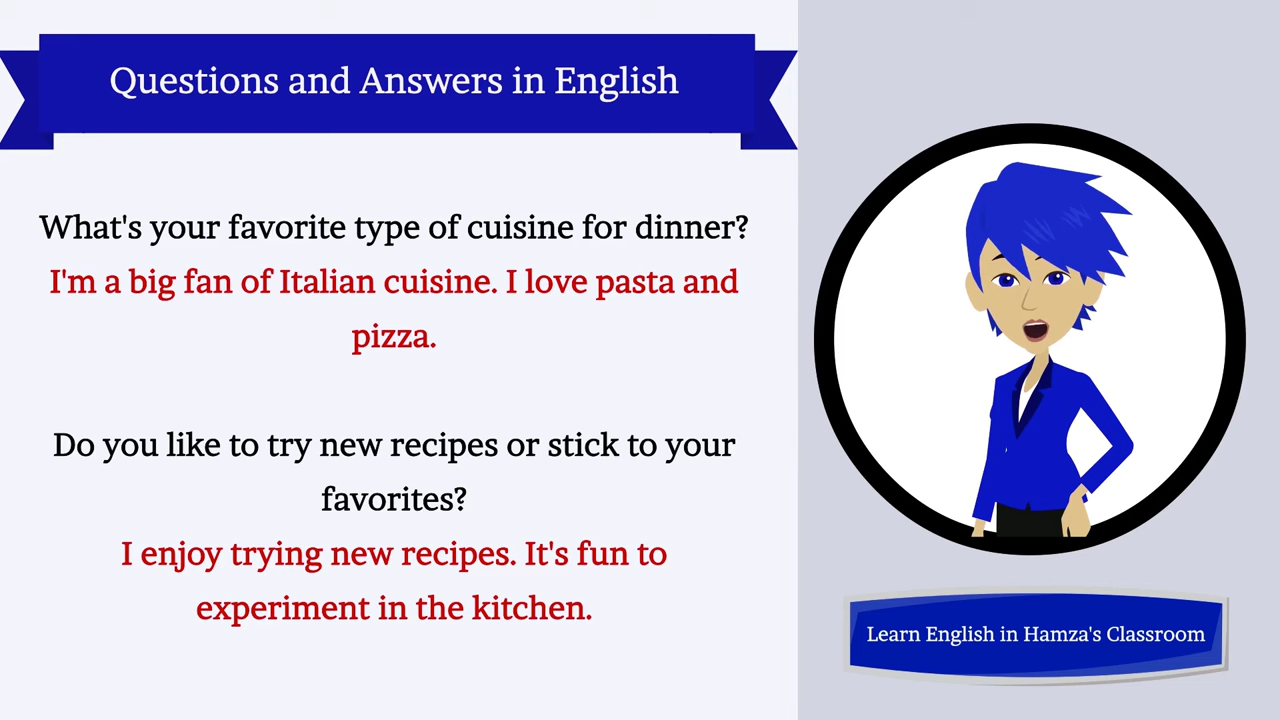 Questions and Answers in English
What's your favorite type of cuisine for dinner?
I'm a big fan of Italian cuisine. I love pasta and
pizza.
Do you like to try new recipes or stick to your
favorites?
I enjoy trying new recipes. It's fun to
experiment in the kitchen.
Learn English in Hamza's Classroom